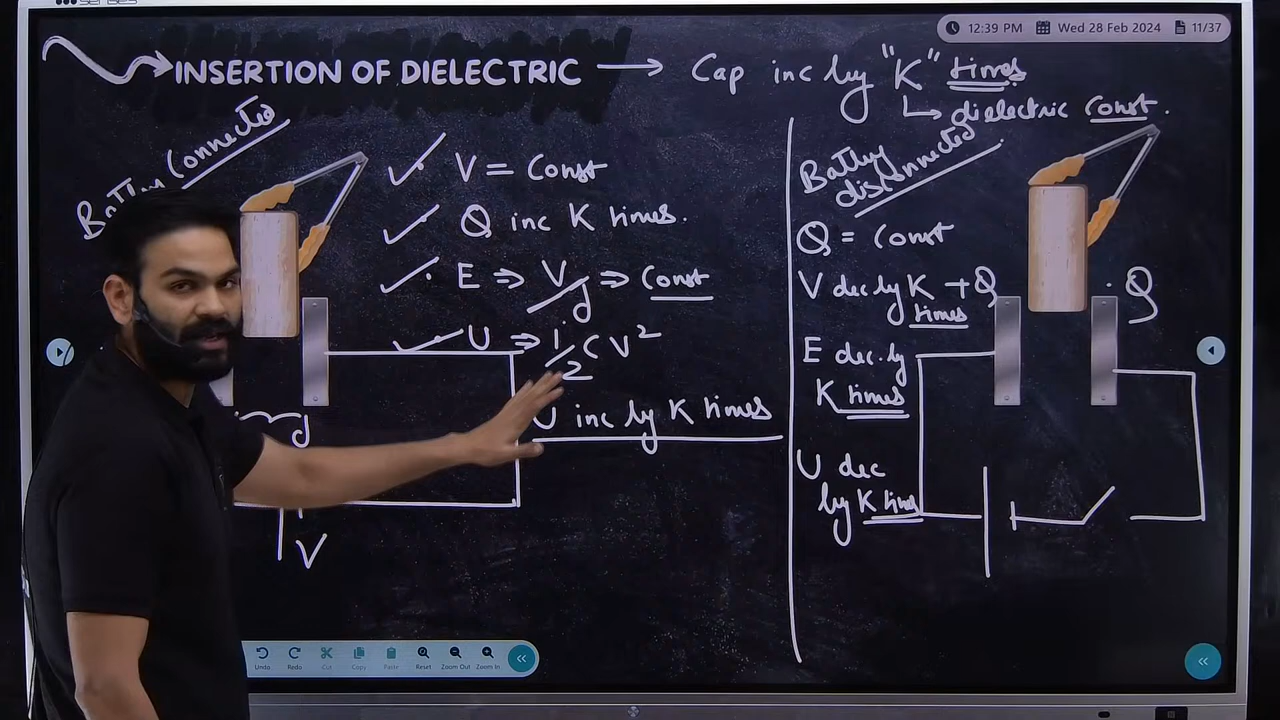 12:39 PM Wed 28 Feb 2024 11/37
INSERTION OF DIELECTRIC → Cap inc by "K" times
↳ dielectric const.
Battery Connected
✓ V = Const
✓ Q inc K times.
✓ E ⇒ V/d ⇒ Const
✓ U ⇒ 1/2 C V²
U inc by K times
d
V
Battery disconnected
Q = Const
V dec by K times
+Q
-Q
E dec. by
K times
U dec
by K times
Undo Redo Cut Copy Paste Reset Zoom Out Zoom In